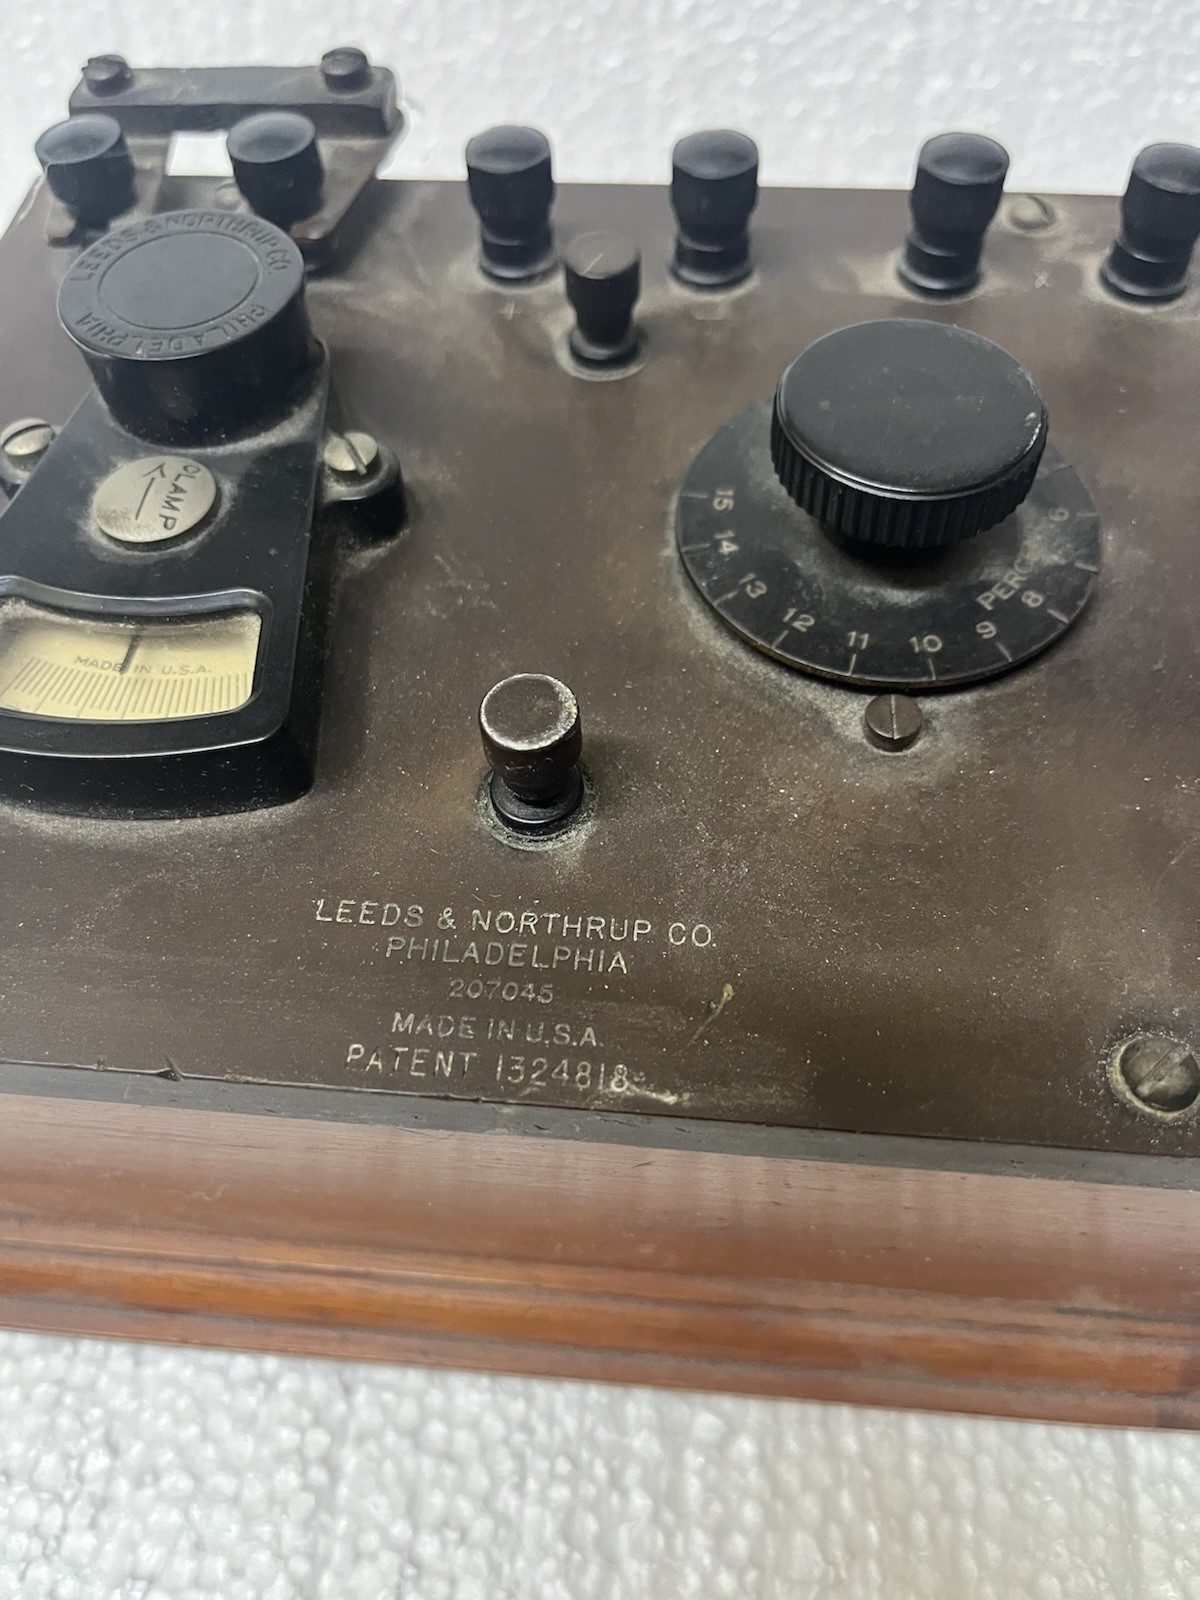 LEEDS & NORTHRUP CO.
PHILADELPHIA
CLAMP
MADE IN U.S.A.
15 14 13 12 11 10 9 8
LEEDS & NORTHRUP CO.
PHILADELPHIA
207045
MADE IN U.S.A.
PATENT 1324818